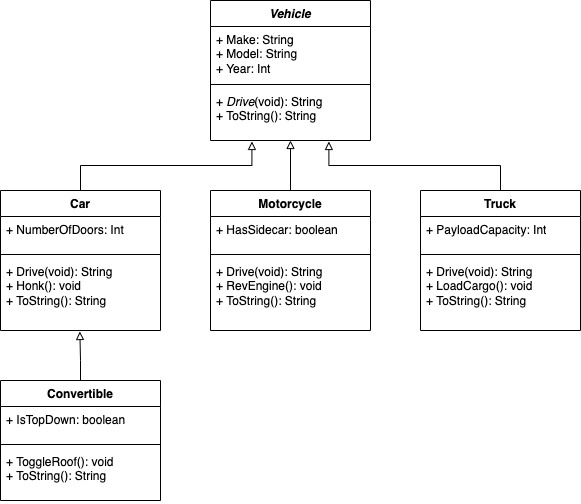 Vehicle
+ Make: String
+ Model: String
+ Year: Int
+ Drive(void): String
+ ToString(): String
Car
+ NumberOfDoors: Int
+ Drive(void): String
+ Honk(): void
+ ToString(): String
Motorcycle
+ HasSidecar: boolean
+ Drive(void): String
+ RevEngine(): void
+ ToString(): String
Truck
+ PayloadCapacity: Int
+ Drive(void): String
+ LoadCargo(): void
+ ToString(): String
Convertible
+ IsTopDown: boolean
+ ToggleRoof(): void
+ ToString(): String